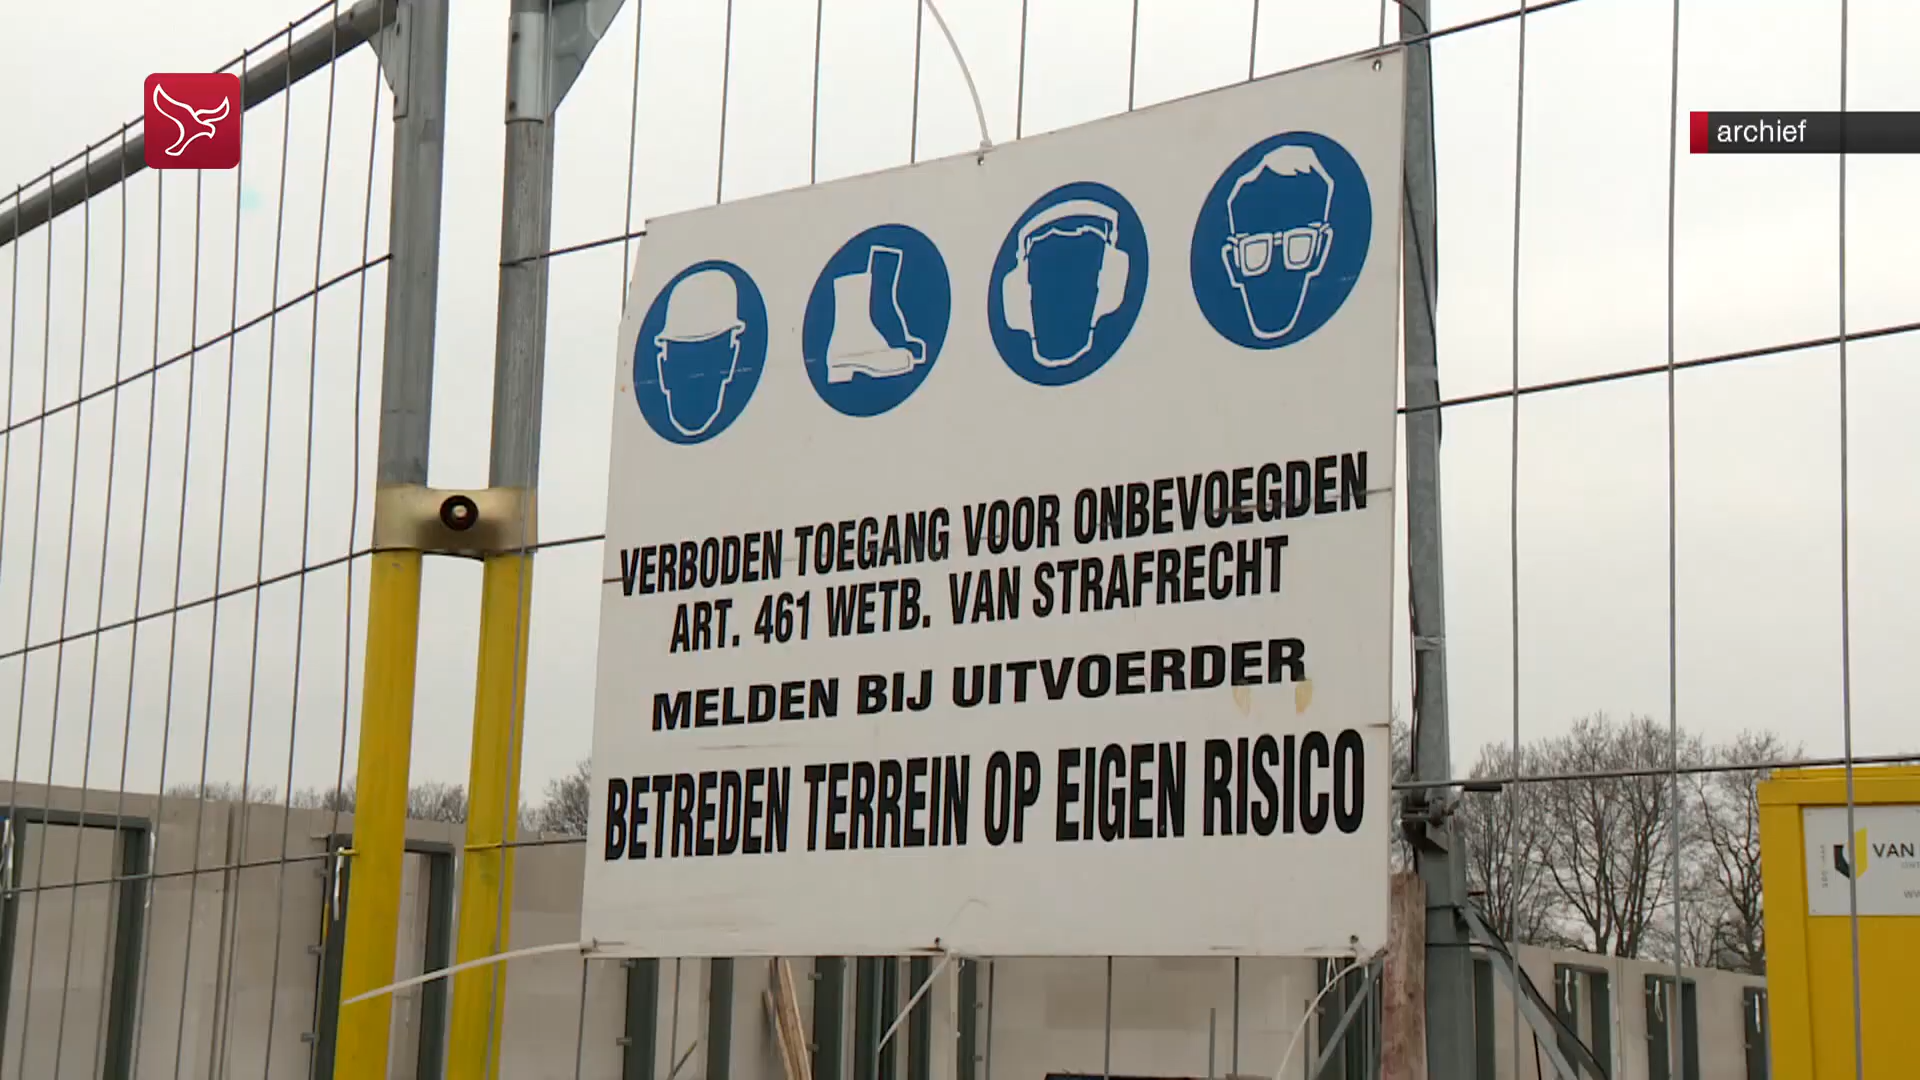 archief
VERBODEN TOEGANG VOOR ONBEVOEGDEN
ART. 461 WETB. VAN STRAFRECHT
MELDEN BIJ UITVOERDER
BETREDEN TERREIN OP EIGEN RISICO
VAN